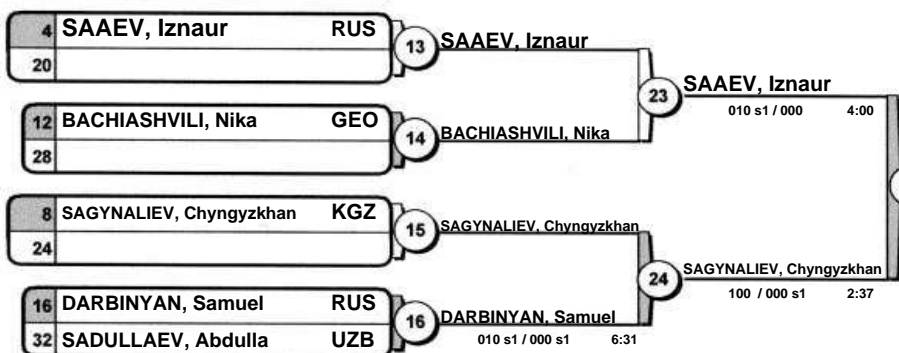 4 SAAEV, Iznaur RUS
20
13
SAAEV, Iznaur
12 BACHIASHVILI, Nika GEO
28
14
BACHIASHVILI, Nika
23
SAAEV, Iznaur
010 s1 / 000 4:00
8 SAGYNALIEV, Chyngyzkhan KGZ
24
15
SAGYNALIEV, Chyngyzkhan
16 DARBINYAN, Samuel RUS
32 SADULLAEV, Abdulla UZB
16
DARBINYAN, Samuel
010 s1 / 000 s1 6:31
24
SAGYNALIEV, Chyngyzkhan
100 / 000 s1 2:37